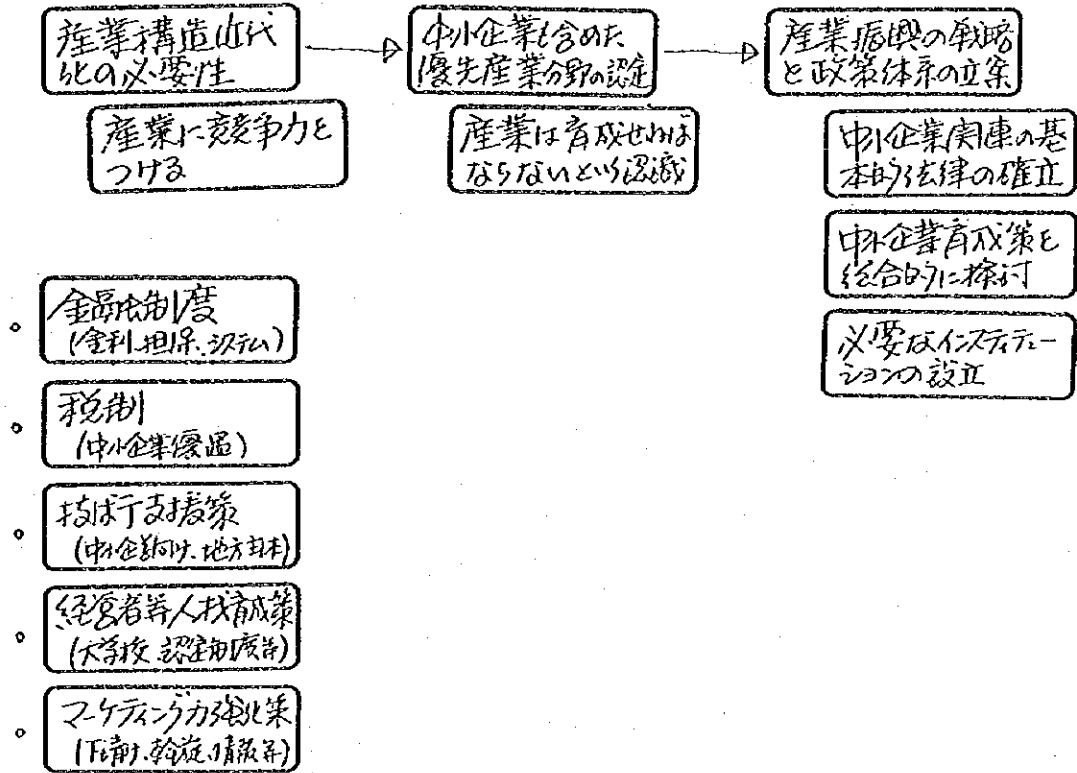 産業構造近代
化の必要性
中小企業も含めた
優先産業分野の認定
産業振興の戦略
と政策体系の立案
産業に競争力を
つける
産業は育成せねば
ならないという認識
中小企業関連の基
本的法律の確立
中小企業育成策を
総合的に検討
必要なインスティテュー
ションの設立
金融制度
(金利、担保、システム)
税制
(中小企業優遇)
技術支援策
(中小企業向け、地方主体)
経営者等人材育成策
(大学校、認定制度等)
マーケティング力強化策
(下請け、斡旋、情報等)